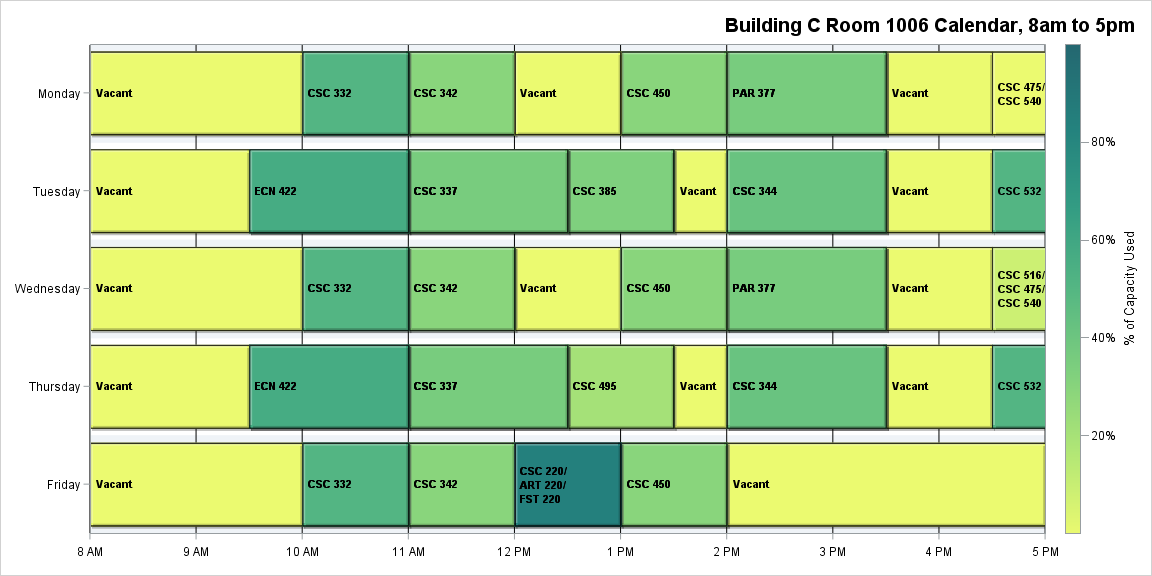 Building C Room 1006 Calendar, 8am to 5pm
Monday
Vacant
CSC 332
CSC 342
Vacant
CSC 450
PAR 377
Vacant
CSC 475/
CSC 540
Tuesday
Vacant
ECN 422
CSC 337
CSC 385
Vacant
CSC 344
Vacant
CSC 532
Wednesday
Vacant
CSC 332
CSC 342
Vacant
CSC 450
PAR 377
Vacant
CSC 516/
CSC 475/
CSC 540
Thursday
Vacant
ECN 422
CSC 337
CSC 495
Vacant
CSC 344
Vacant
CSC 532
Friday
Vacant
CSC 332
CSC 342
CSC 220/
ART 220/
FST 220
CSC 450
Vacant
8 AM
9 AM
10 AM
11 AM
12 PM
1 PM
2 PM
3 PM
4 PM
5 PM
80%
60%
40%
20%
% of Capacity Used